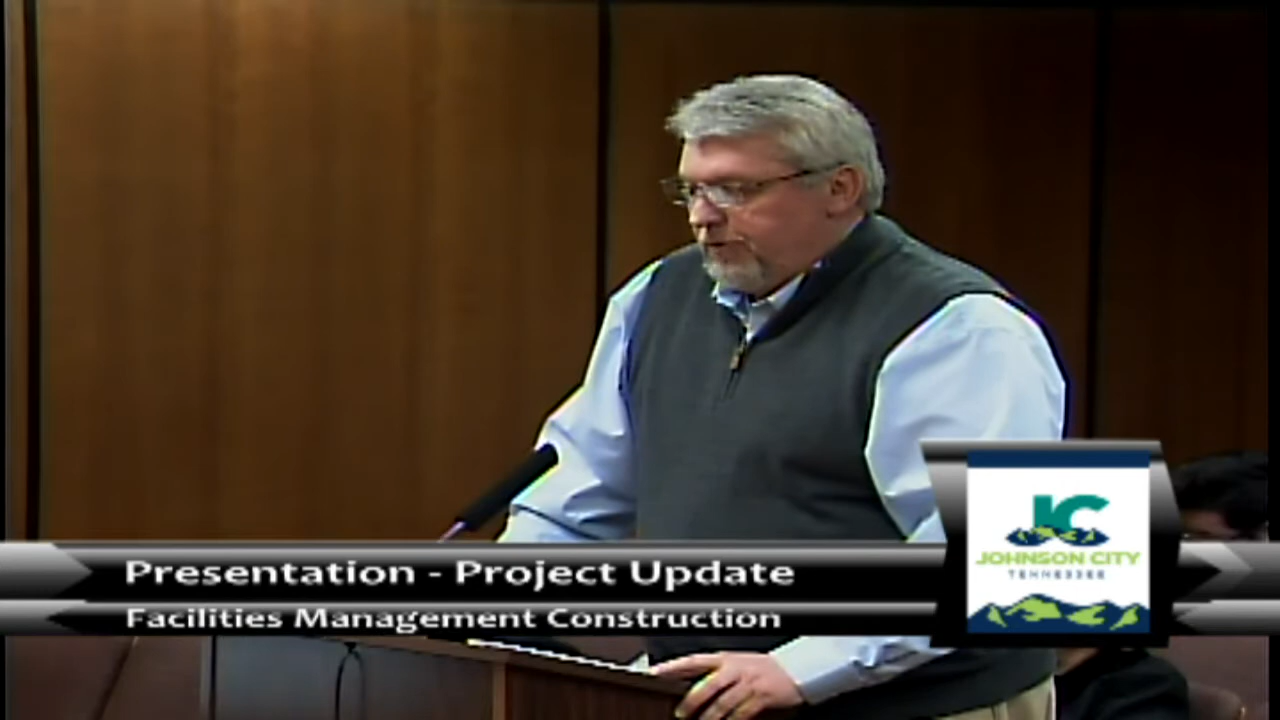 Presentation - Project Update
Facilities Management Construction
JC
JOHNSON CITY
TENNESSEE